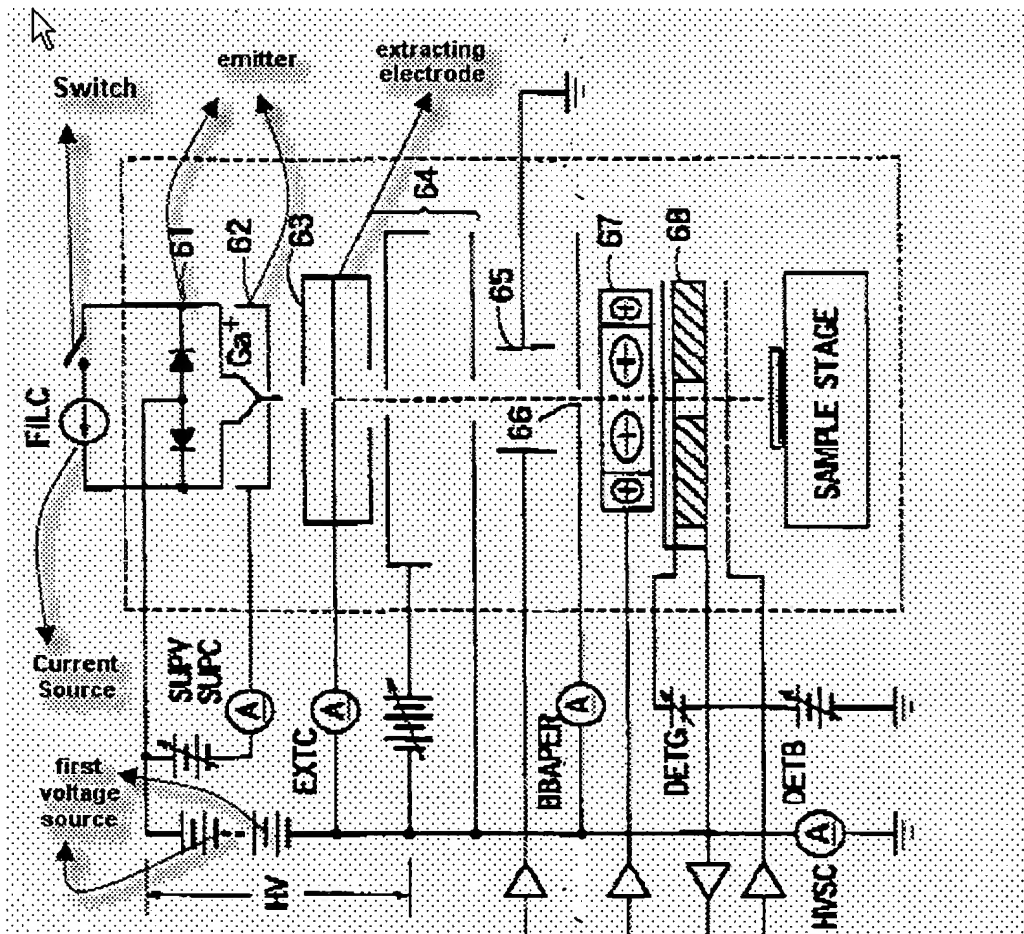 Switch
emitter
extracting
electrode
64
61
62
63
65
67
68
Ga+
66
FILC
SAMPLE STAGE
Current
Source
SUPV
SUPC
A
EXTC
A
BBAPER
A
DETG
DETB
first
voltage
source
HV
HVSC
A